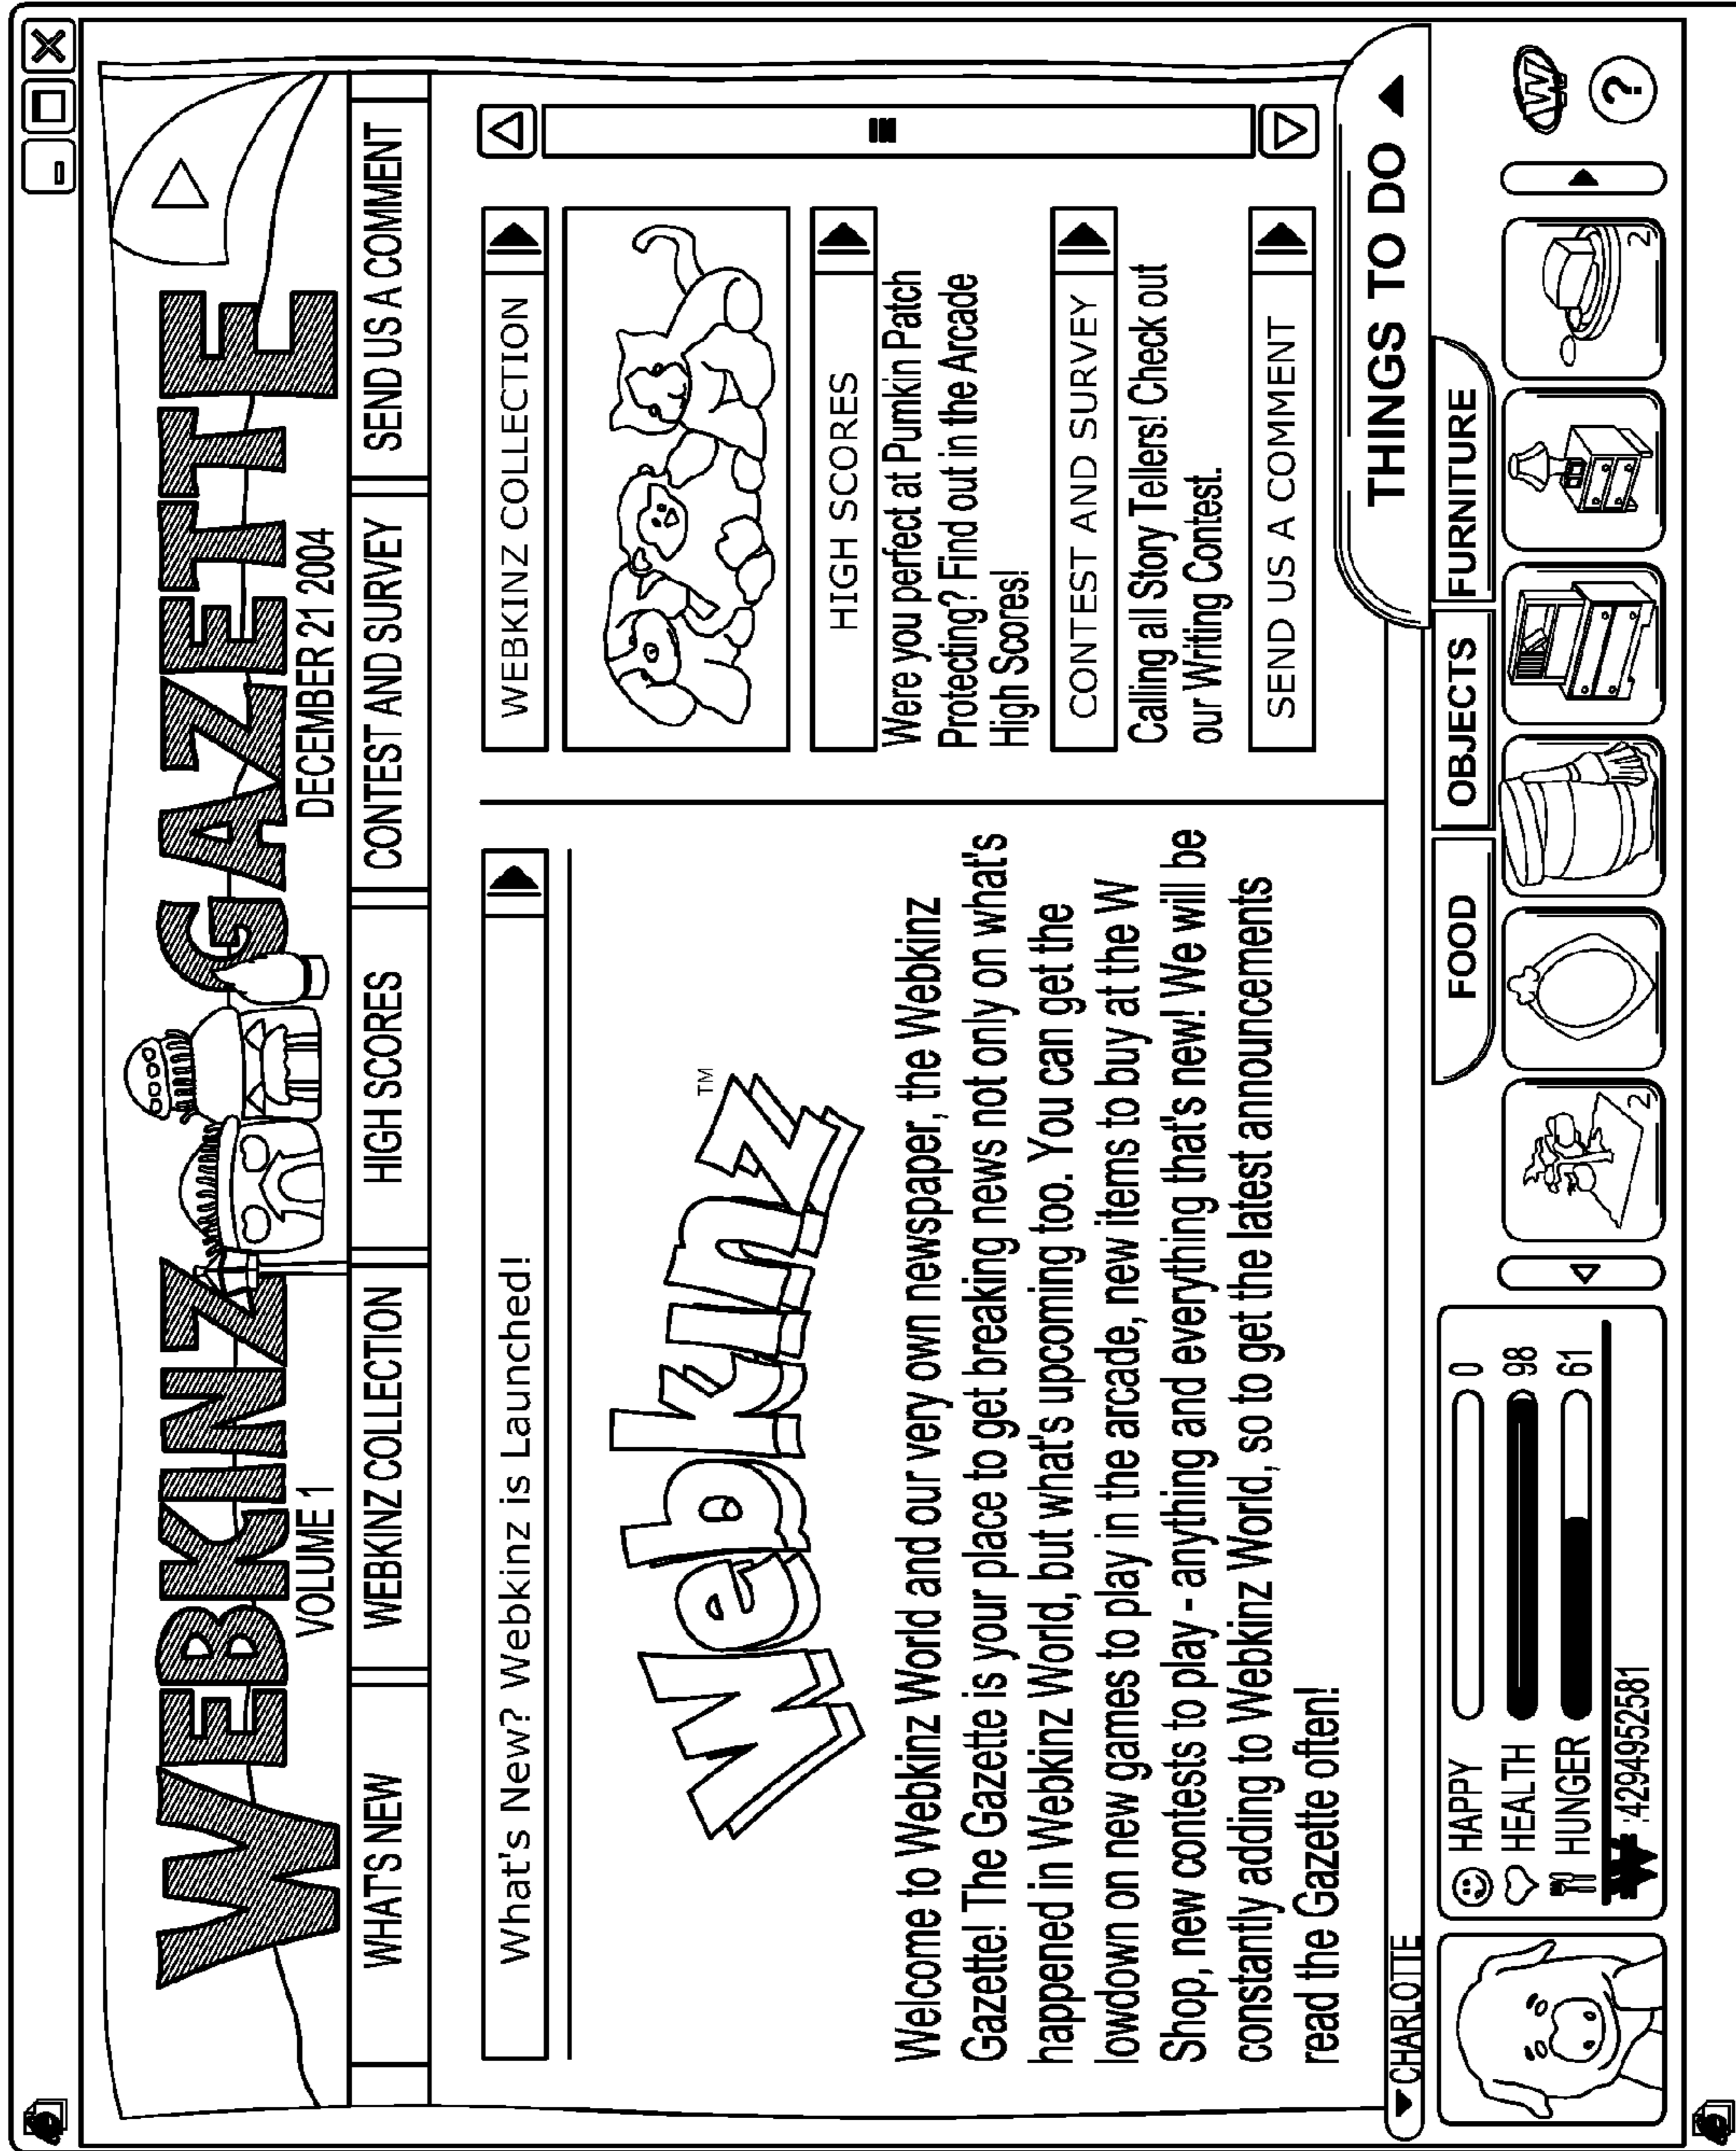 WEBKINZ GAZETTE
VOLUME 1
DECEMBER 21 2004
WHAT'S NEW
WEBKINZ COLLECTION
HIGH SCORES
CONTEST AND SURVEY
SEND US A COMMENT
What's New? Webkinz is Launched!
Webkinz™
Welcome to Webkinz World and our very own newspaper, the Webkinz
Gazette! The Gazette is your place to get breaking news not only on what's
happened in Webkinz World, but what's upcoming too. You can get the
lowdown on new games to play in the arcade, new items to buy at the W
Shop, new contests to play - anything and everything that's new! We will be
constantly adding to Webkinz World, so to get the latest announcements
read the Gazette often!
WEBKINZ COLLECTION
HIGH SCORES
Were you perfect at Pumkin Patch
Protecting? Find out in the Arcade
High Scores!
CONTEST AND SURVEY
Calling all Story Tellers! Check out
our Writing Contest.
SEND US A COMMENT
THINGS TO DO
CHARLOTTE
HAPPY 0
HEALTH 98
HUNGER 61
W :4294952581
FOOD
OBJECTS
FURNITURE
2
2
W
?